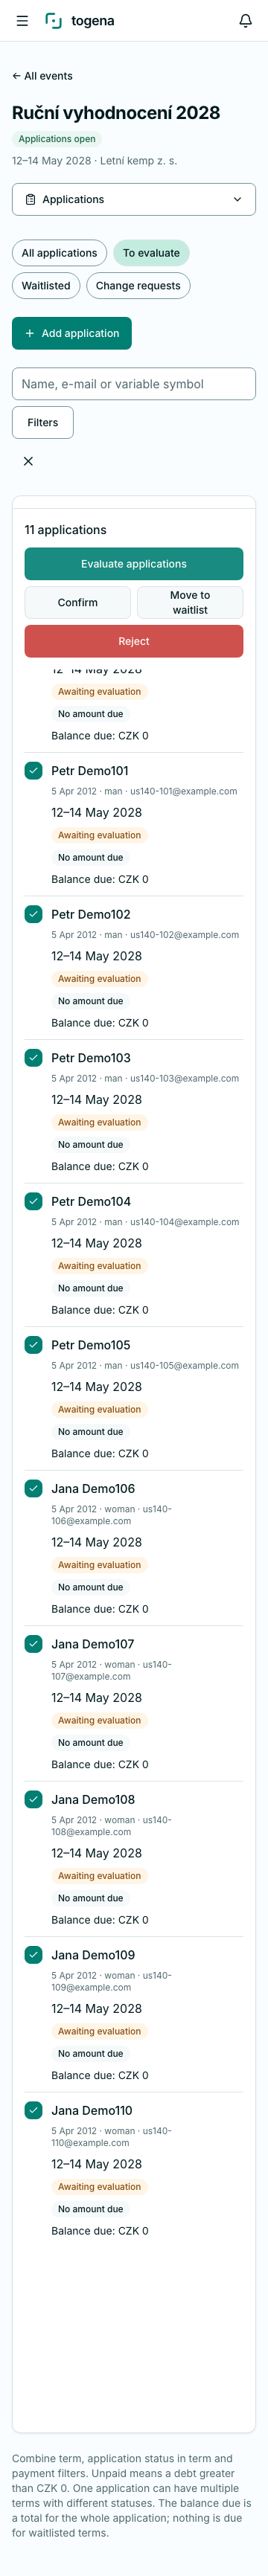 togena
← All events
Ruční vyhodnocení 2028
Applications open
12–14 May 2028 · Letní kemp z. s.
Applications
All applications
To evaluate
Waitlisted
Change requests
+ Add application
Name, e-mail or variable symbol
Filters
11 applications
Evaluate applications
Confirm
Move to
waitlist
Reject
12–14 May 2028
Awaiting evaluation
No amount due
Balance due: CZK 0
Petr Demo101
5 Apr 2012 · man · us140-101@example.com
12–14 May 2028
Awaiting evaluation
No amount due
Balance due: CZK 0
Petr Demo102
5 Apr 2012 · man · us140-102@example.com
12–14 May 2028
Awaiting evaluation
No amount due
Balance due: CZK 0
Petr Demo103
5 Apr 2012 · man · us140-103@example.com
12–14 May 2028
Awaiting evaluation
No amount due
Balance due: CZK 0
Petr Demo104
5 Apr 2012 · man · us140-104@example.com
12–14 May 2028
Awaiting evaluation
No amount due
Balance due: CZK 0
Petr Demo105
5 Apr 2012 · man · us140-105@example.com
12–14 May 2028
Awaiting evaluation
No amount due
Balance due: CZK 0
Jana Demo106
5 Apr 2012 · woman · us140-
106@example.com
12–14 May 2028
Awaiting evaluation
No amount due
Balance due: CZK 0
Jana Demo107
5 Apr 2012 · woman · us140-
107@example.com
12–14 May 2028
Awaiting evaluation
No amount due
Balance due: CZK 0
Jana Demo108
5 Apr 2012 · woman · us140-
108@example.com
12–14 May 2028
Awaiting evaluation
No amount due
Balance due: CZK 0
Jana Demo109
5 Apr 2012 · woman · us140-
109@example.com
12–14 May 2028
Awaiting evaluation
No amount due
Balance due: CZK 0
Jana Demo110
5 Apr 2012 · woman · us140-
110@example.com
12–14 May 2028
Awaiting evaluation
No amount due
Balance due: CZK 0
Combine term, application status in term and
payment filters. Unpaid means a debt greater
than CZK 0. One application can have multiple
terms with different statuses. The balance due is
a total for the whole application; nothing is due
for waitlisted terms.